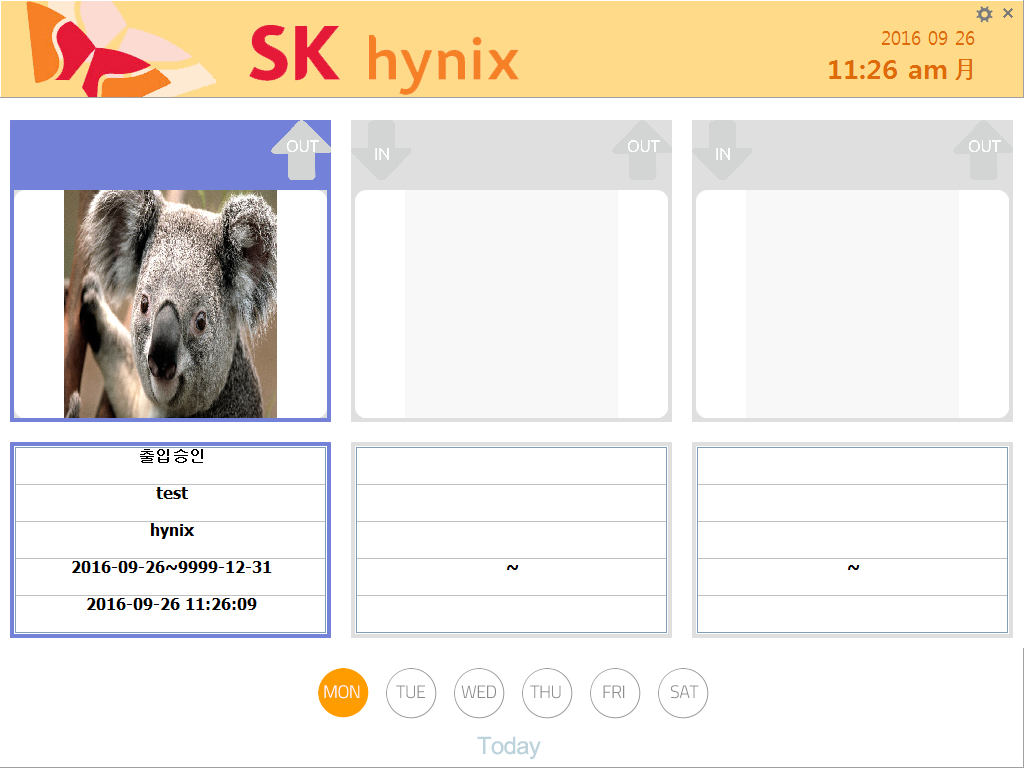 SK hynix
2016 09 26
11:26 am 月
OUT
IN
OUT
IN
OUT
출입승인
test
hynix
2016-09-26~9999-12-31
2016-09-26 11:26:09
~
~
MON TUE WED THU FRI SAT
Today